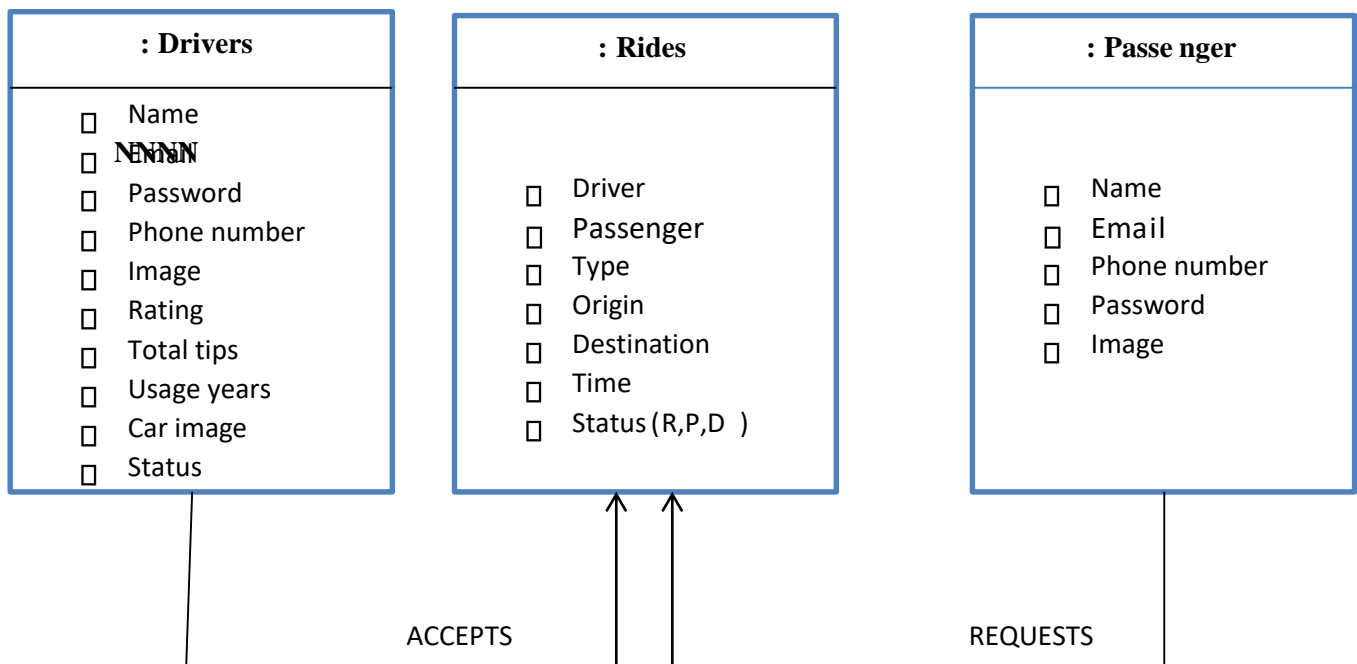 : Drivers
Name
Email
Password
Phone number
Image
Rating
Total tips
Usage years
Car image
Status
: Rides
Driver
Passenger
Type
Origin
Destination
Time
Status (R,P,D )
: Passe nger
Name
Email
Phone number
Password
Image
ACCEPTS
REQUESTS